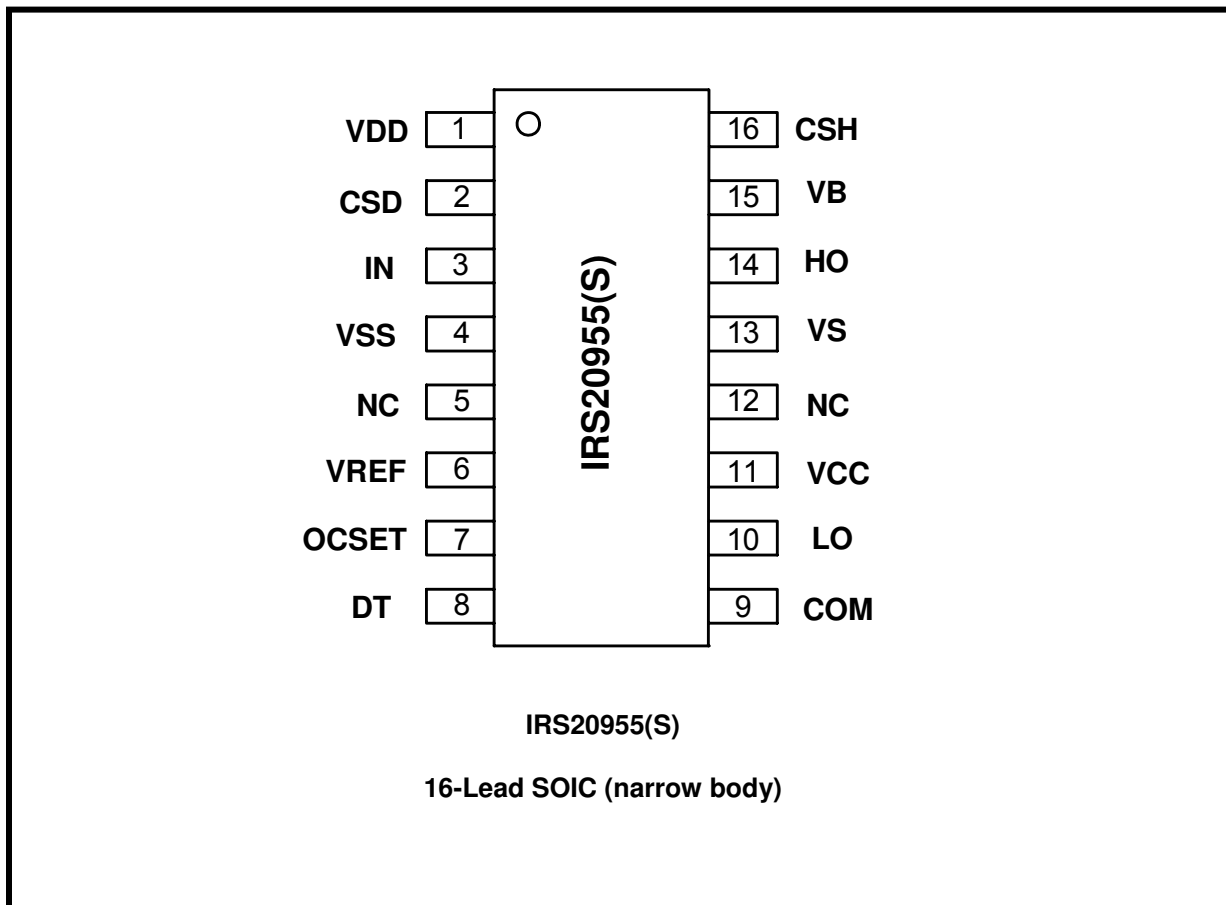 VDD 1 16 CSH
CSD 2 15 VB
IN 3 14 HO
VSS 4 13 VS
NC 5 12 NC
VREF 6 11 VCC
OCSET 7 10 LO
DT 8 9 COM
IRS20955(S)
IRS20955(S)
16-Lead SOIC (narrow body)